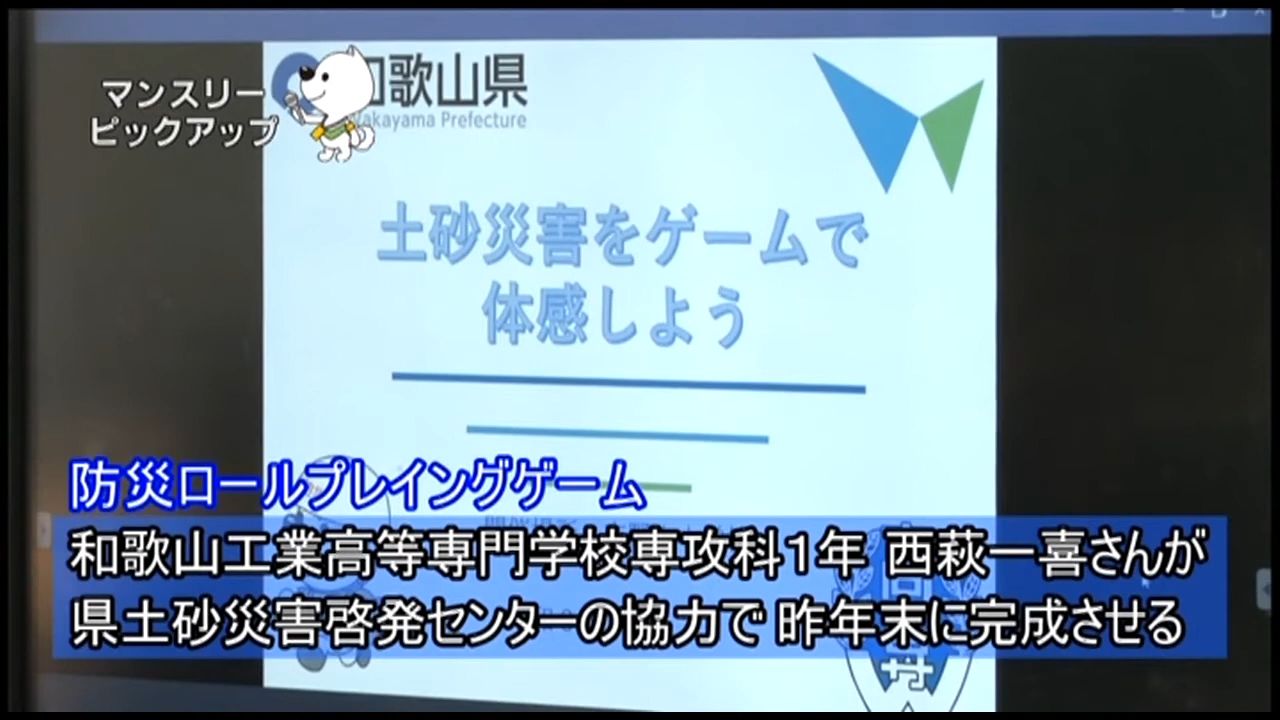 マンスリー
ピックアップ
和歌山県
Wakayama Prefecture
土砂災害をゲームで
体感しよう
防災ロールプレイングゲーム
和歌山工業高等専門学校専攻科１年 西萩一喜さんが
県土砂災害啓発センターの協力で 昨年末に完成させる